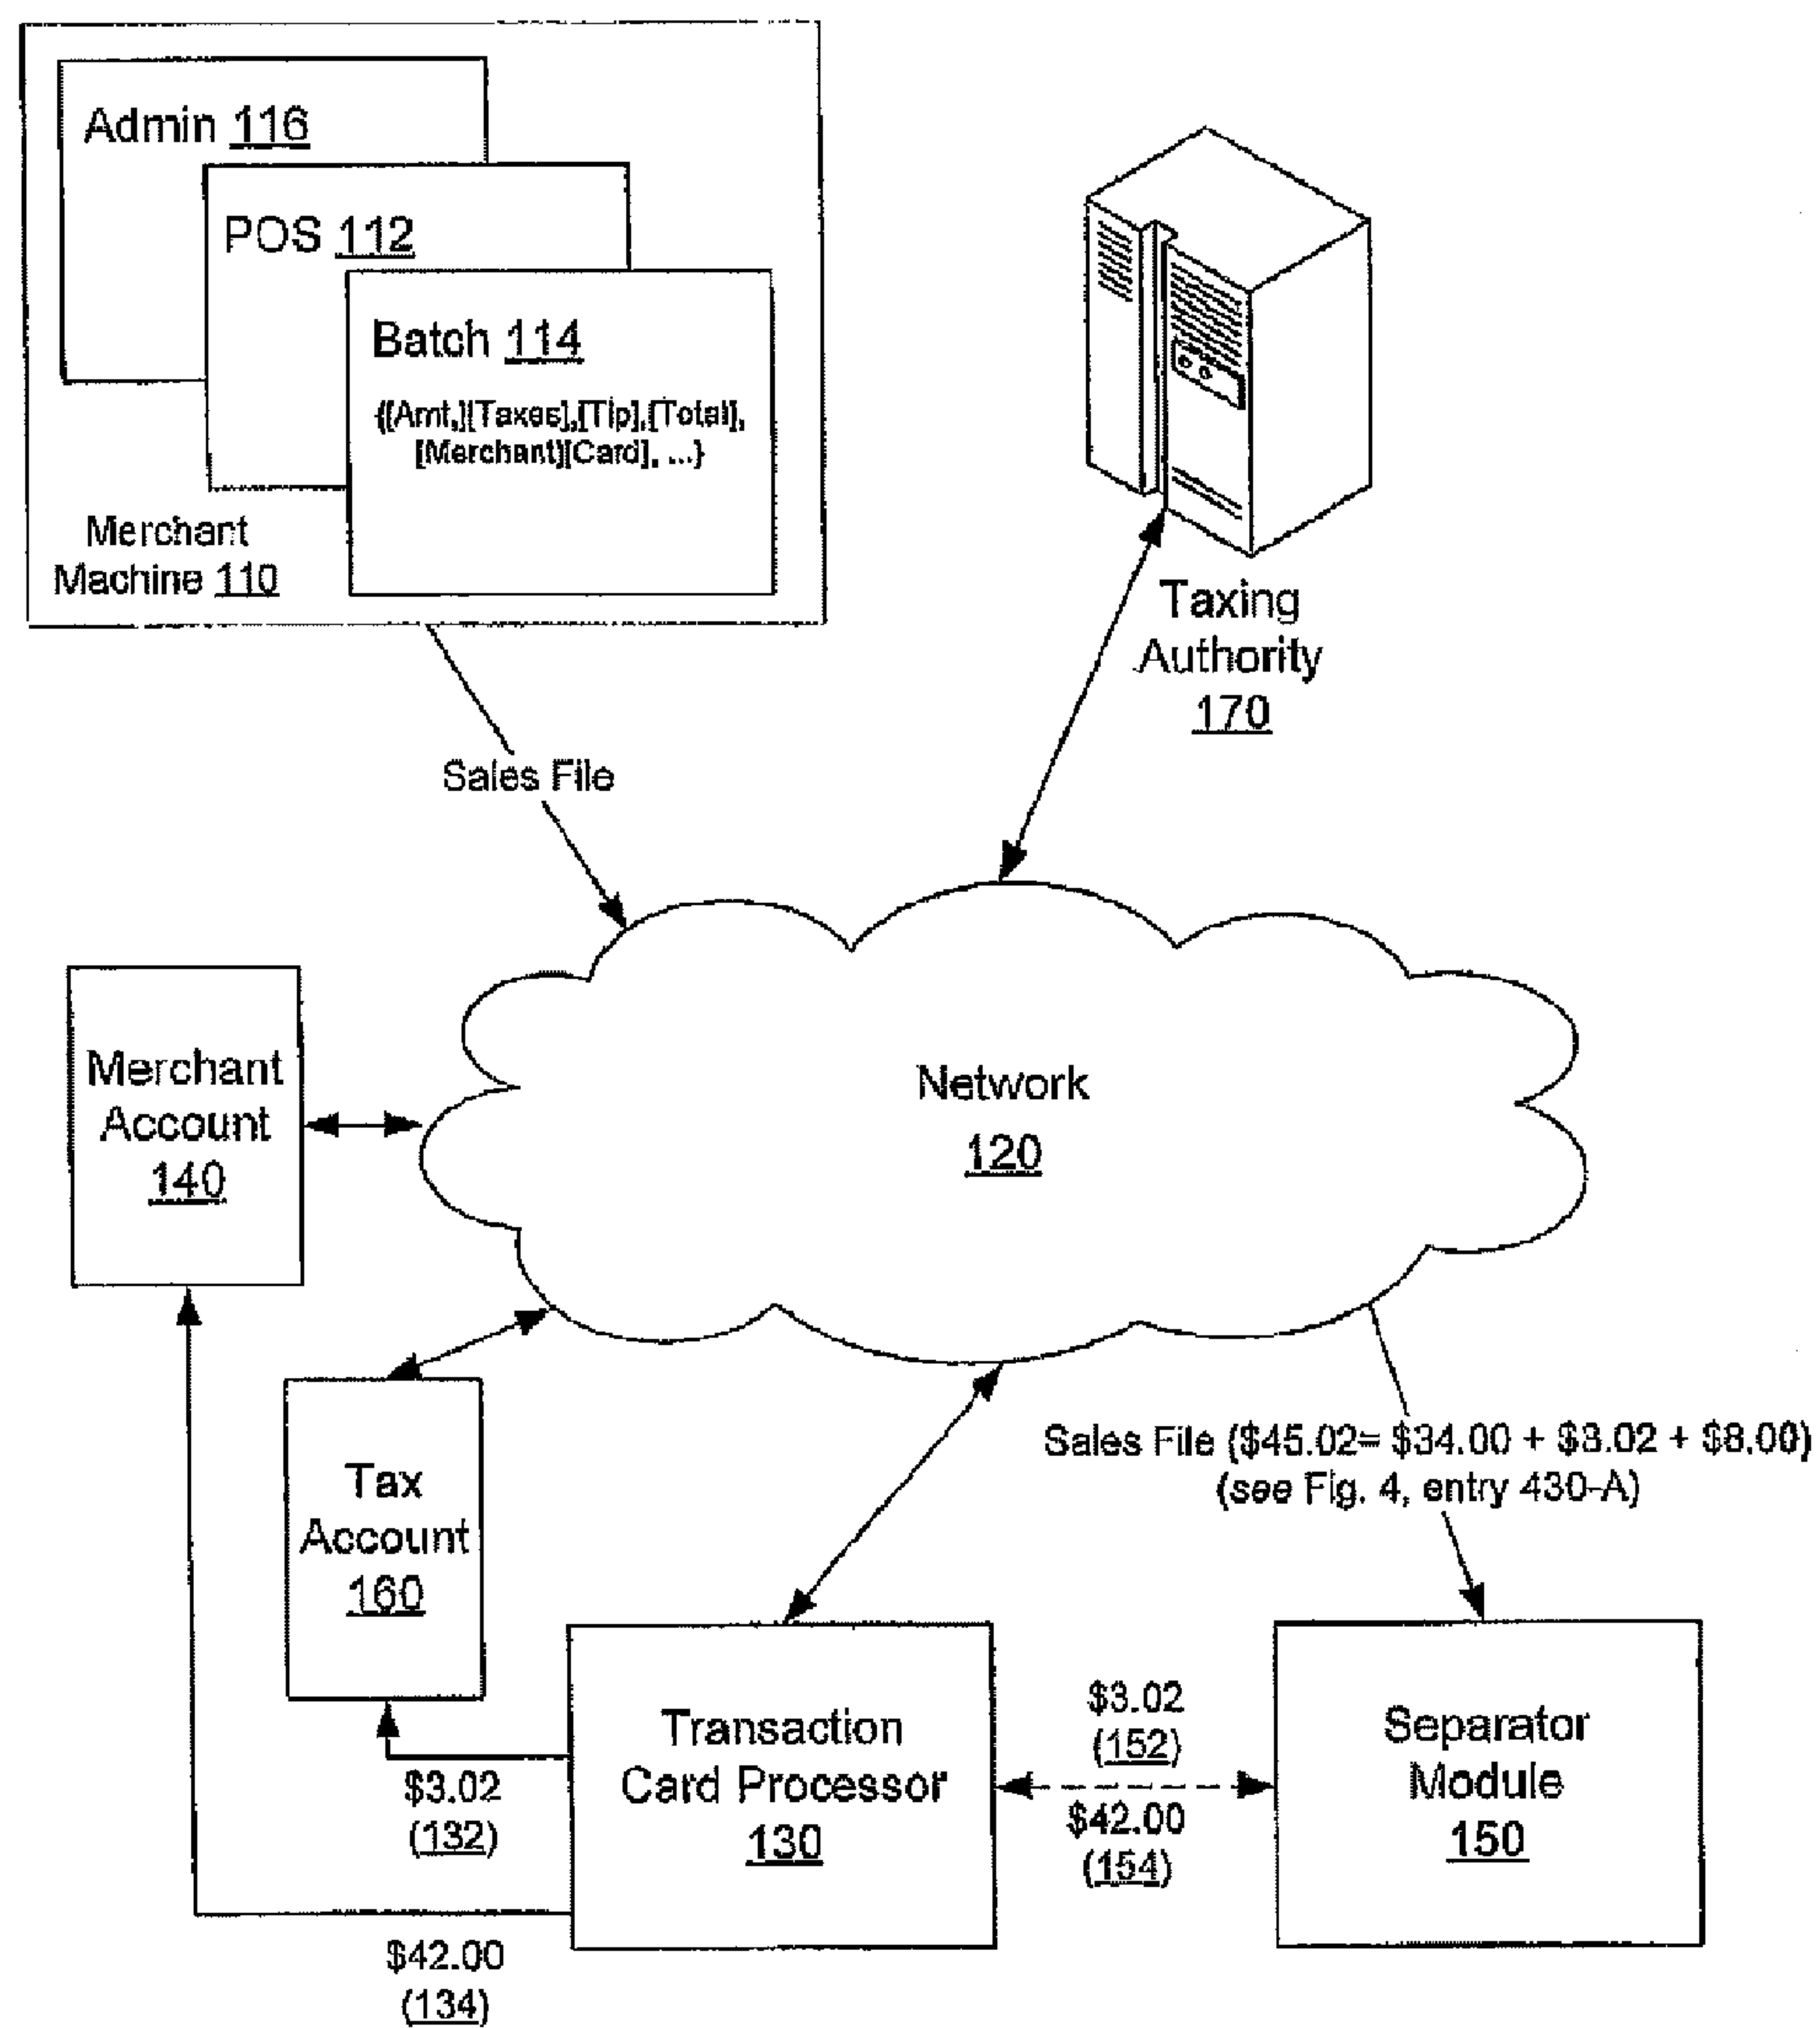 Admin 116
POS 112
Batch 114
{[Amt,][Taxes],[Tip],[Total],
[Merchant)[Card], ...}
Merchant
Machine 110
Taxing
Authority
170
Sales File
Network
120
Merchant
Account
140
Sales File ($45.02= $34.00 + $3.02 + $8.00)
(see Fig. 4, entry 430-A)
Tax
Account
160
Transaction
Card Processor
130
$3.02
(152)
$42.00
(154)
Separator
Module
150
$3.02
(132)
$42.00
(134)